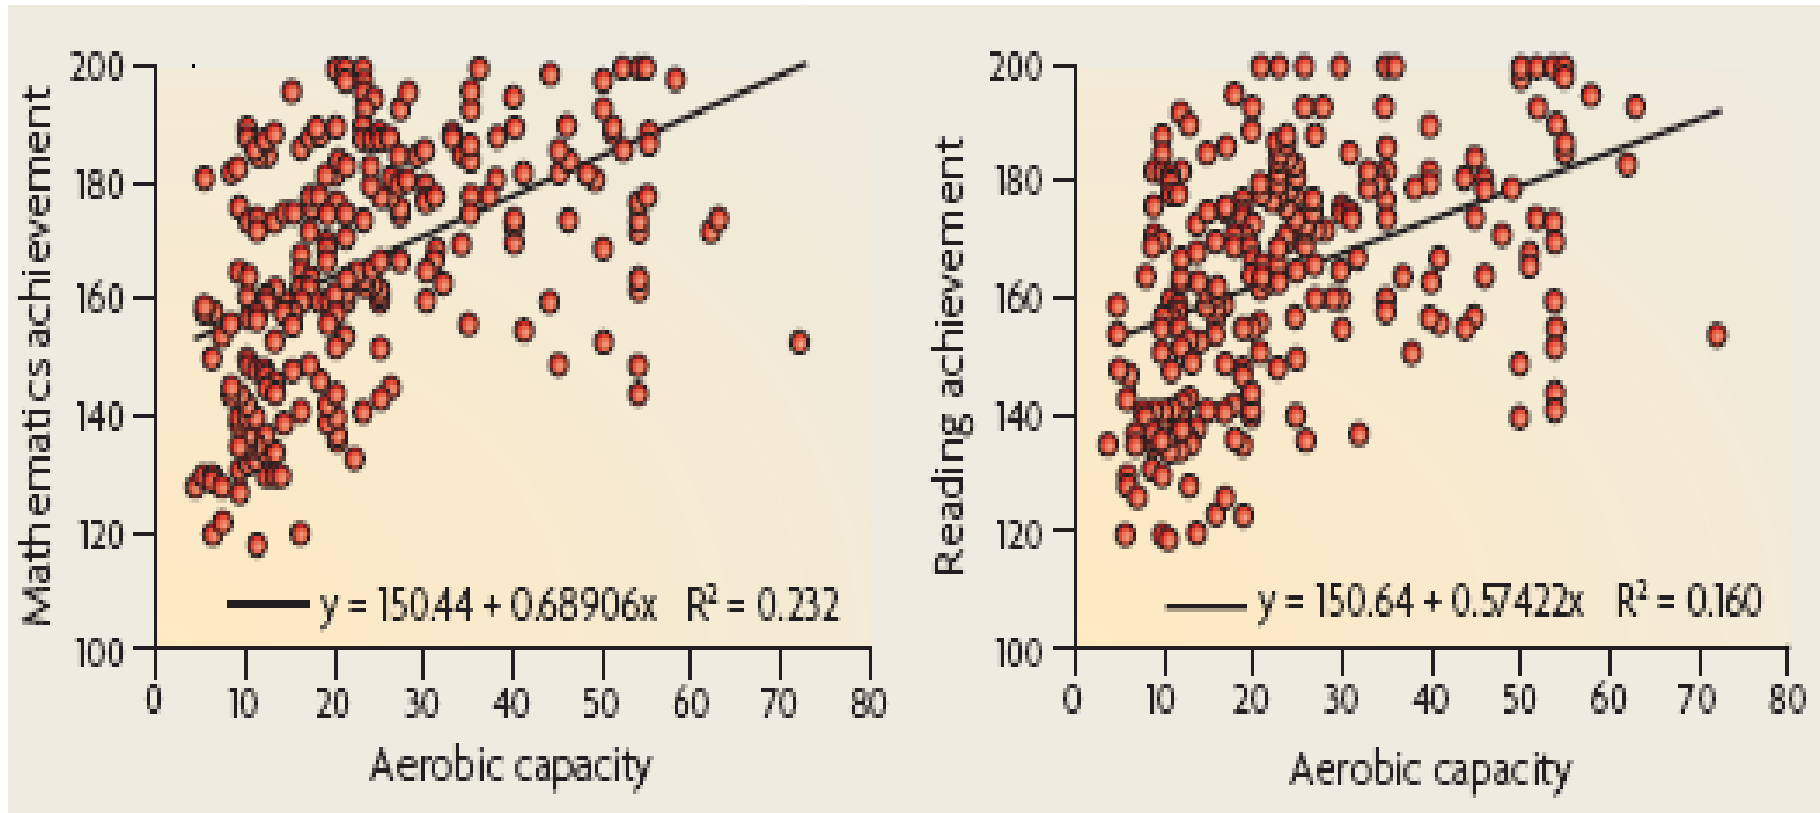 Mathematics achievement
200
180
160
140
120
100
y = 150.44 + 0.68906x R² = 0.232
0 10 20 30 40 50 60 70 80
Aerobic capacity
Reading achievement
200
180
160
140
120
100
y = 150.64 + 0.57422x R² = 0.160
0 10 20 30 40 50 60 70 80
Aerobic capacity